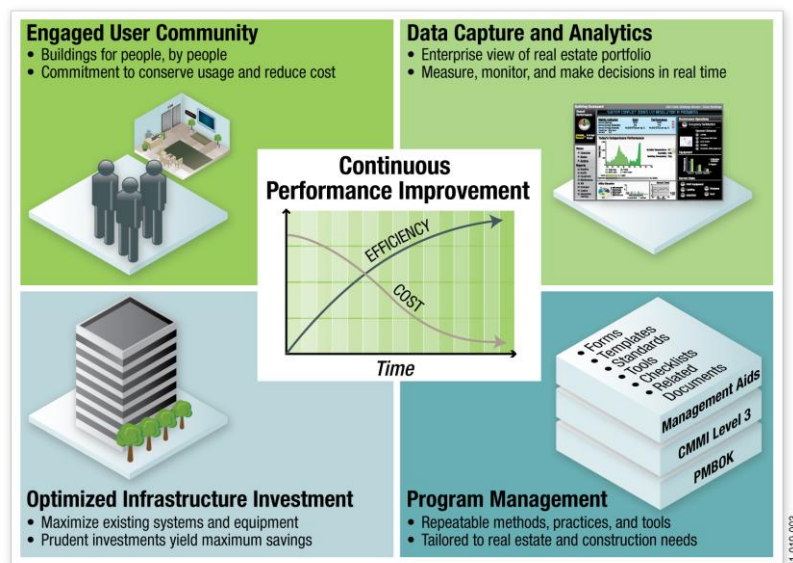 Engaged User Community
• Buildings for people, by people
• Commitment to conserve usage and reduce cost
Data Capture and Analytics
• Enterprise view of real estate portfolio
• Measure, monitor, and make decisions in real time
Continuous
Performance Improvement
EFFICIENCY
COST
Time
Optimized Infrastructure Investment
• Maximize existing systems and equipment
• Prudent investments yield maximum savings
• Forms
• Templates
• Standards
• Tools
• Checklists
• Related
Documents
Management Aids
CMMI Level 3
PMBOK
Program Management
• Repeatable methods, practices, and tools
• Tailored to real estate and construction needs